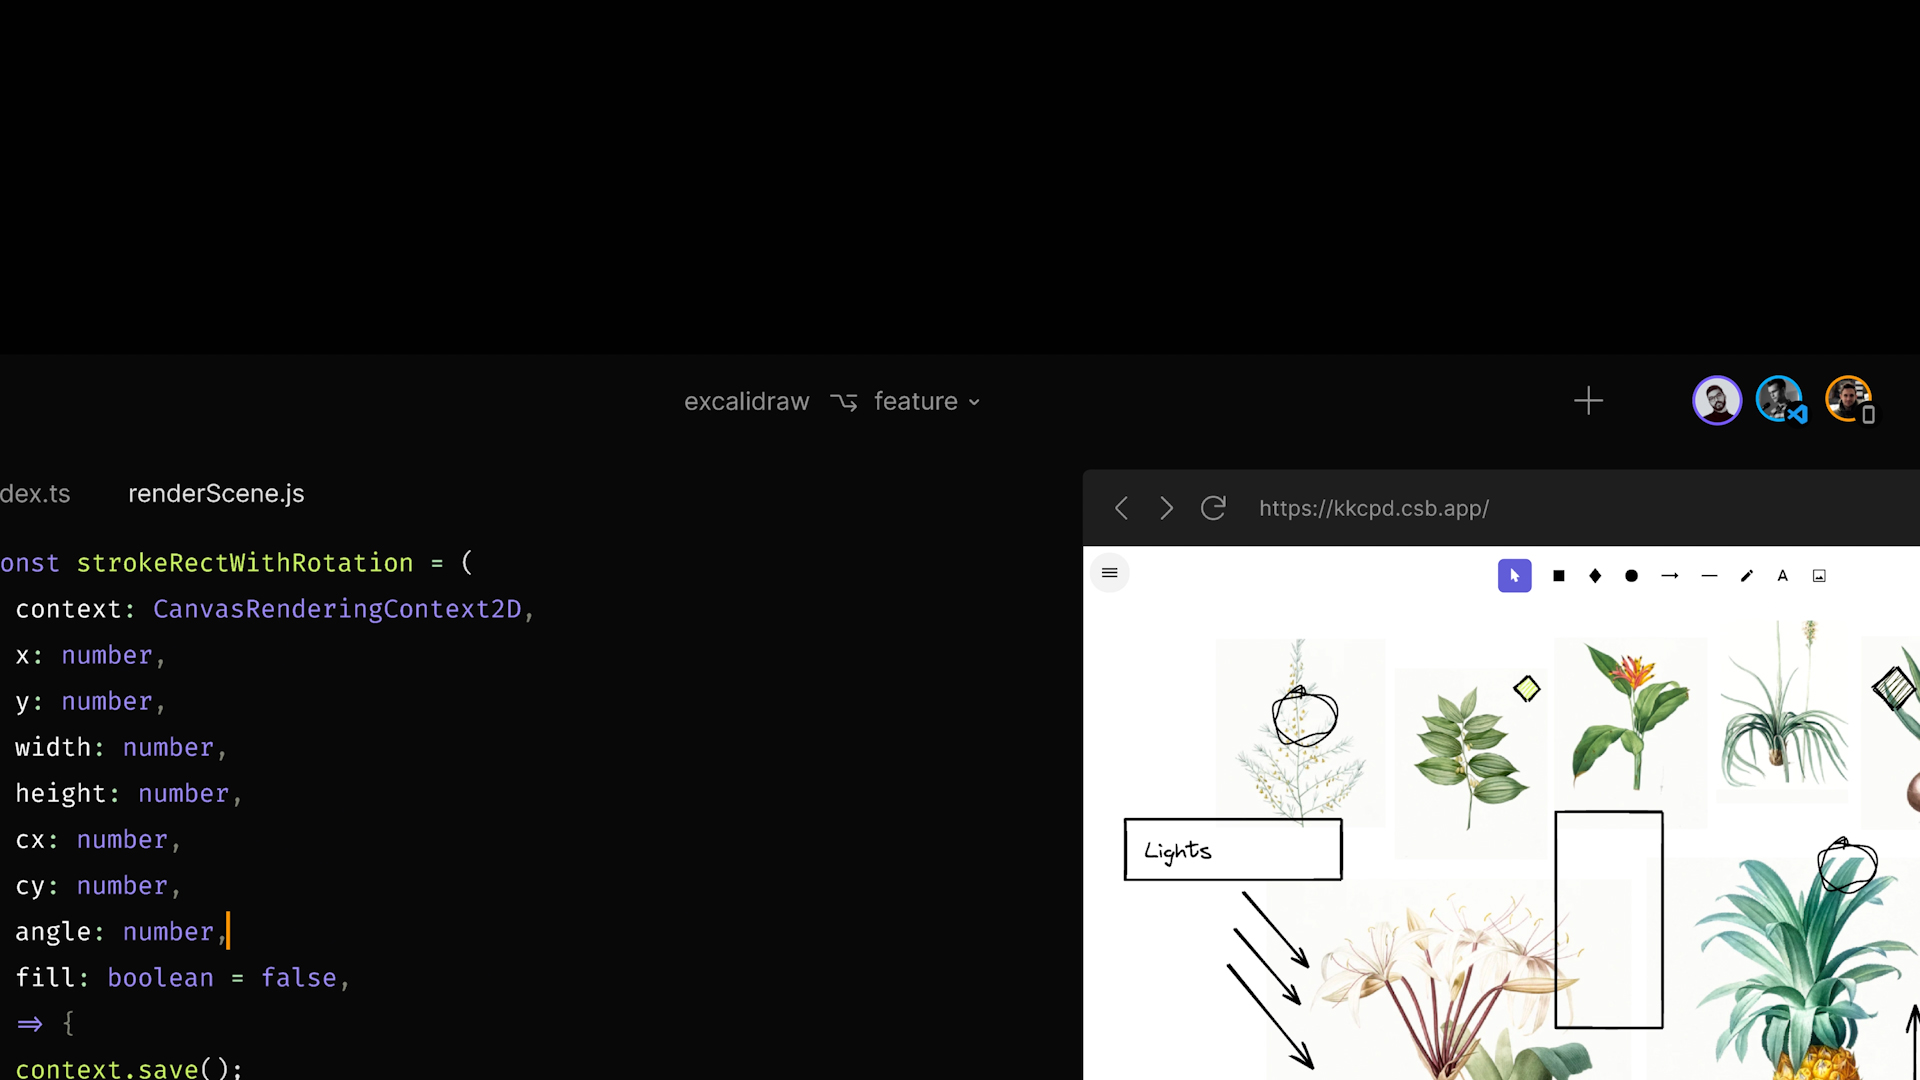 excalidraw feature
dex.ts renderScene.js
https://kkcpd.csb.app/
onst strokeRectWithRotation = (
context: CanvasRenderingContext2D,
x: number,
y: number,
width: number,
height: number,
cx: number,
cy: number,
angle: number,
fill: boolean = false,
=> {
context.save();
A
Lights